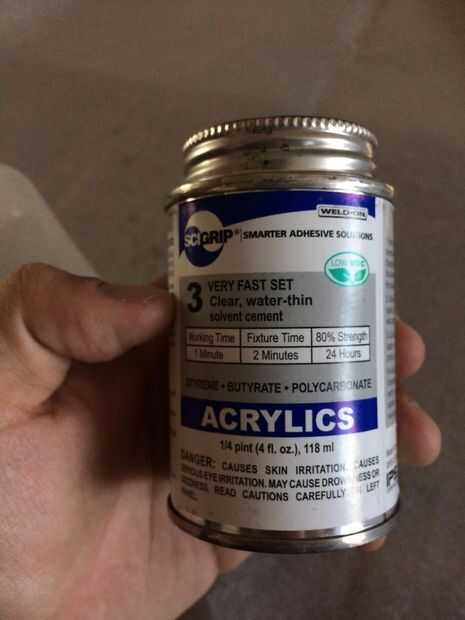 WELD-ON
SCIGRIP® SMARTER ADHESIVE SOLUTIONS
LOW VOC
3 VERY FAST SET
Clear, water-thin
solvent cement
Working Time Fixture Time 80% Strength
1 Minute 2 Minutes 24 Hours
STYRENE • BUTYRATE • POLYCARBONATE
ACRYLICS
1/4 pint (4 fl. oz.), 118 ml
DANGER: CAUSES SKIN IRRITATION. CAUSES
SERIOUS EYE IRRITATION. MAY CAUSE DROWSINESS OR
DIZZINESS. READ CAUTIONS CAREFULLY ON LEFT
PANEL.